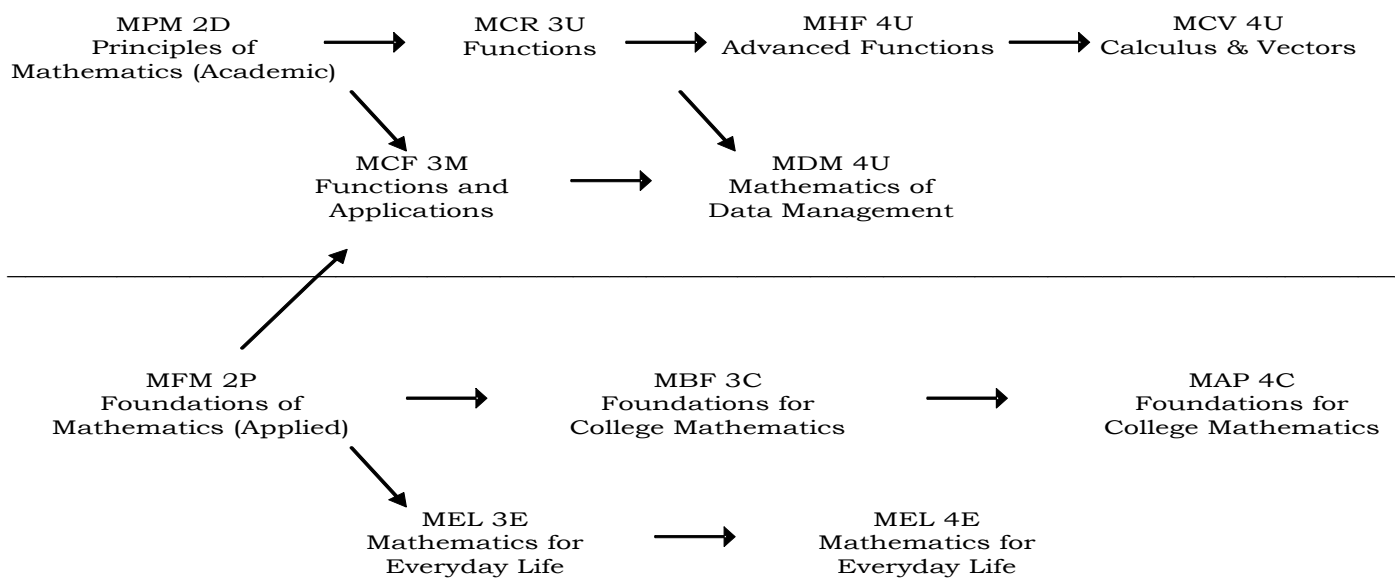 MPM 2D
Principles of
Mathematics (Academic)
MCR 3U
Functions
MHF 4U
Advanced Functions
MCV 4U
Calculus & Vectors
MCF 3M
Functions and
Applications
MDM 4U
Mathematics of
Data Management
MFM 2P
Foundations of
Mathematics (Applied)
MBF 3C
Foundations for
College Mathematics
MAP 4C
Foundations for
College Mathematics
MEL 3E
Mathematics for
Everyday Life
MEL 4E
Mathematics for
Everyday Life